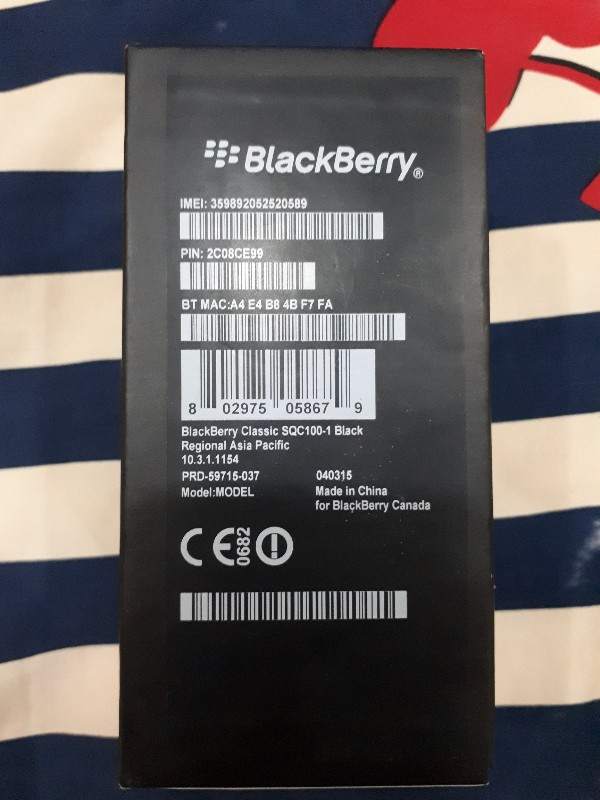 BlackBerry®
IMEI: 359892052520589
PIN: 2C08CE99
BT MAC:A4 E4 B8 4B F7 FA
8 02975 05867 9
BlackBerry Classic SQC100-1 Black
Regional Asia Pacific
10.3.1.1154
PRD-59715-037 040315
Model:MODEL Made in China
for BlackBerry Canada
CE 0682